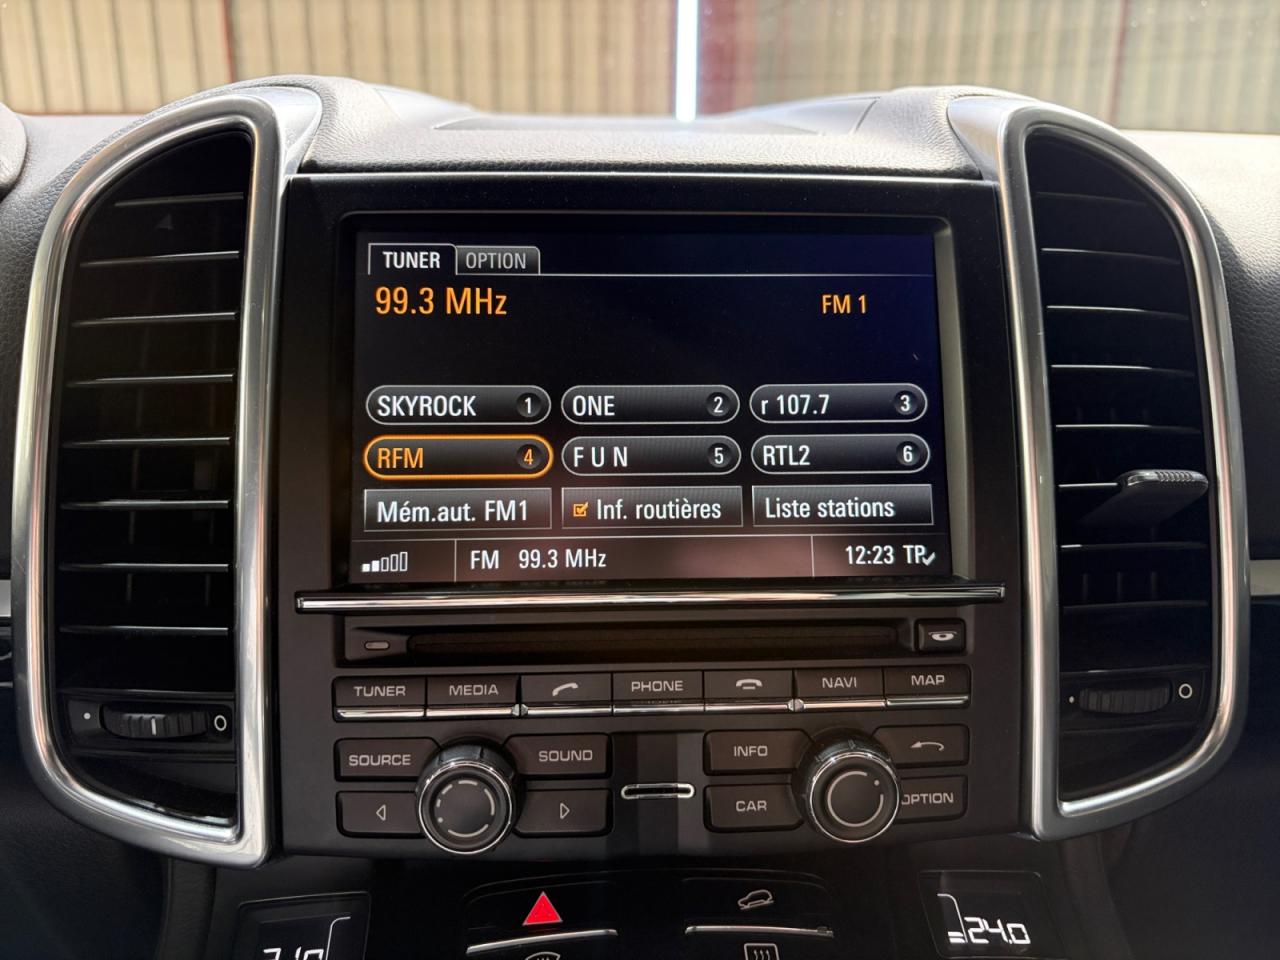 TUNER OPTION
99.3 MHz FM 1
SKYROCK 1 ONE 2 r 107.7 3
RFM 4 F U N 5 RTL2 6
Mém.aut. FM1 Inf. routières Liste stations
FM 99.3 MHz 12:23 TP
TUNER MEDIA PHONE NAVI MAP
SOURCE SOUND INFO
CAR OPTION
24.0